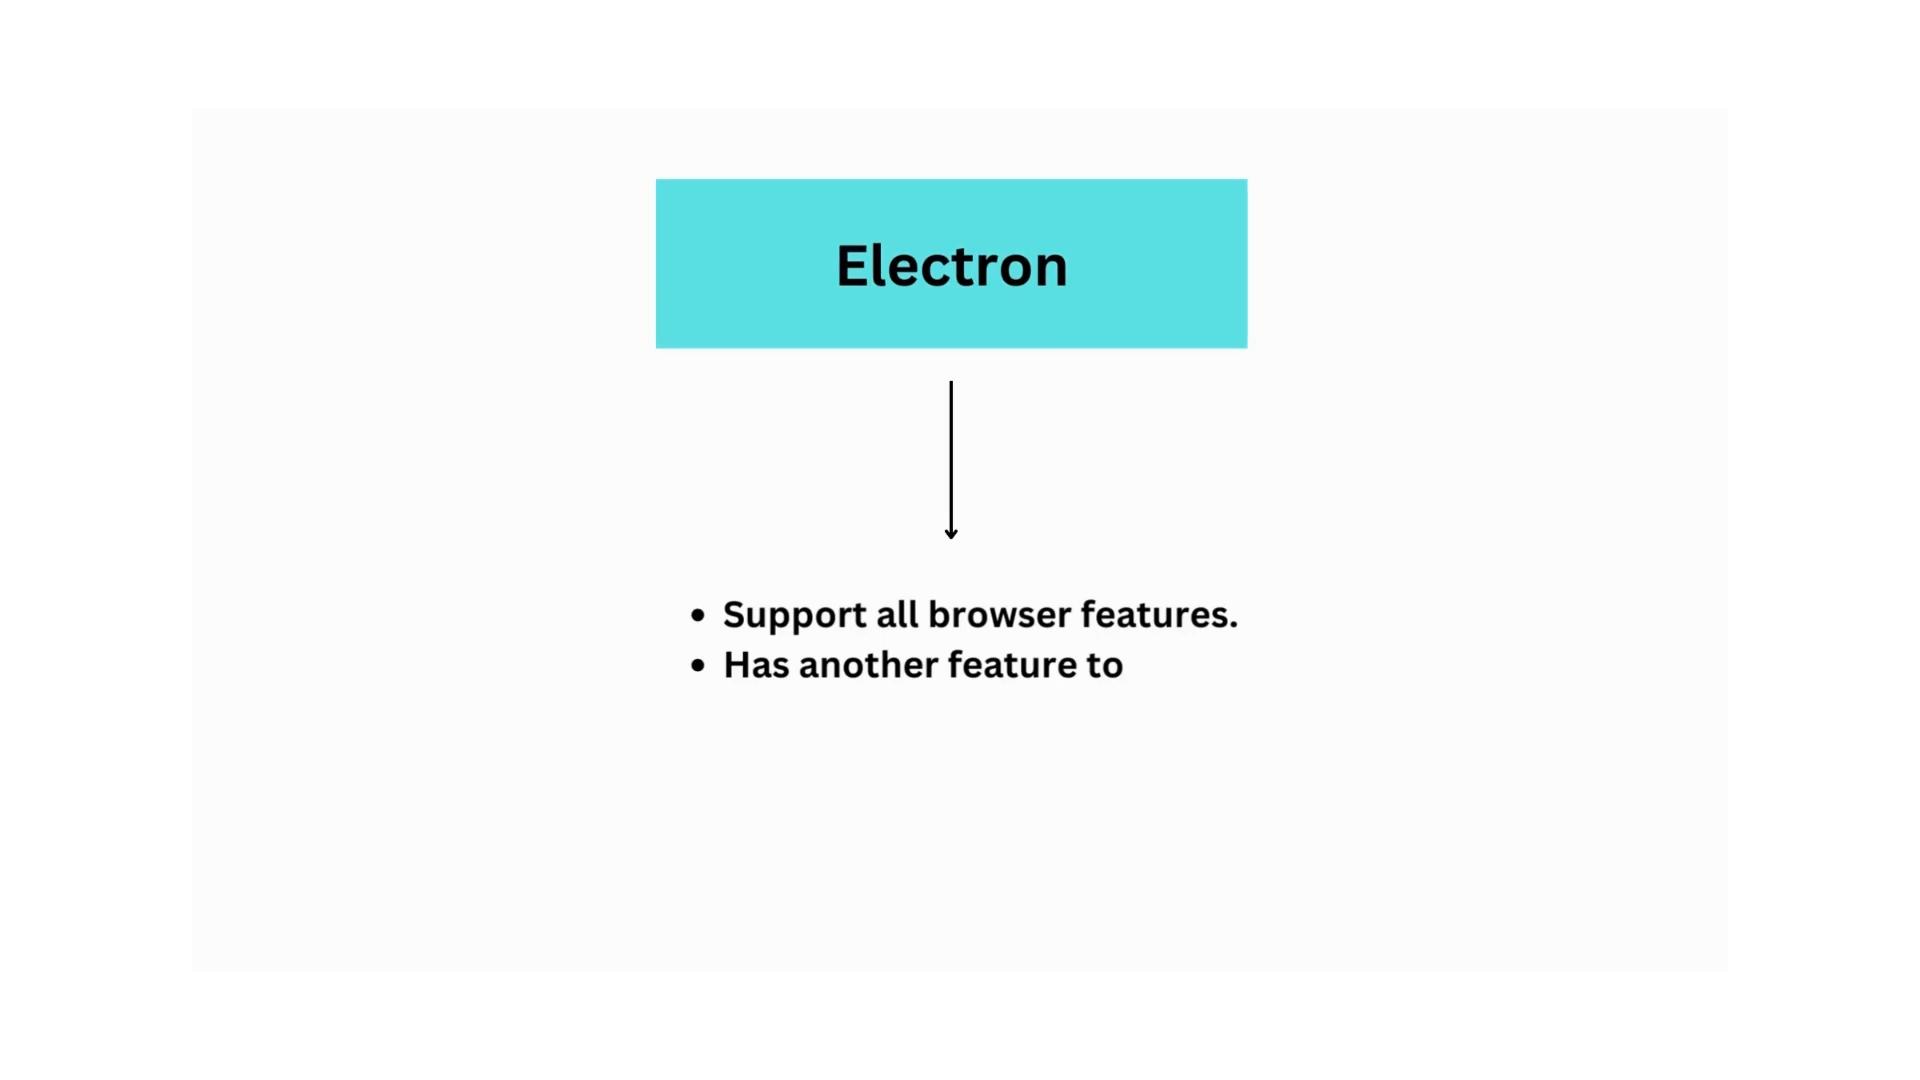 Electron
• Support all browser features.
• Has another feature to